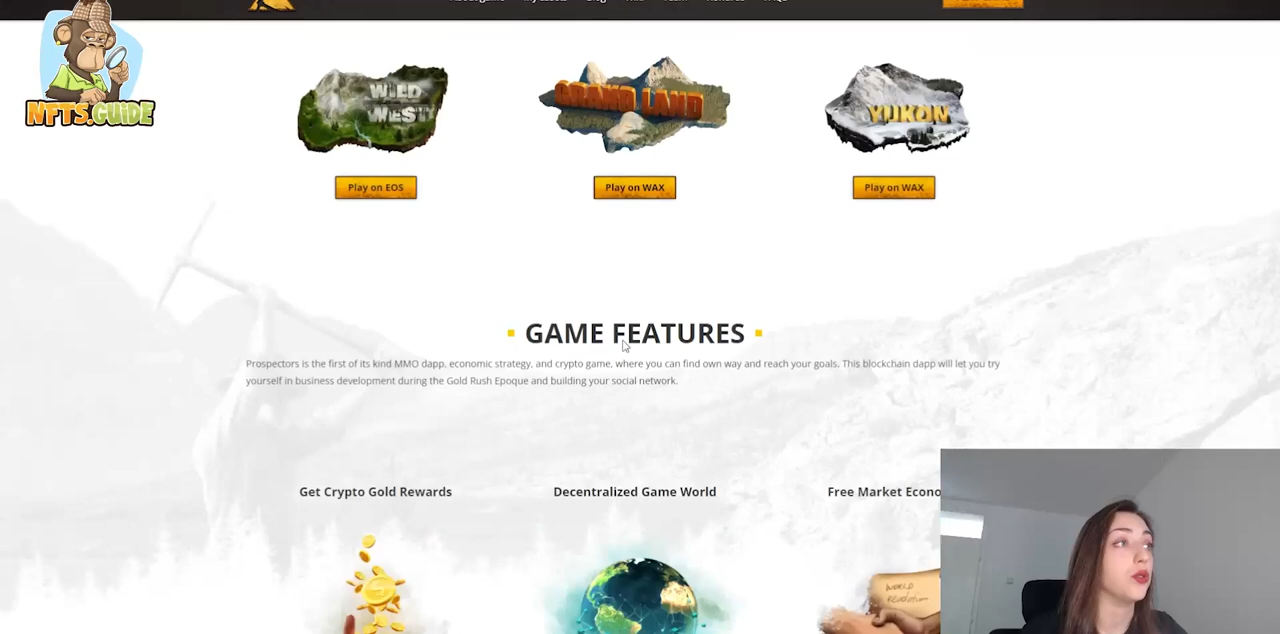 NFTS.GUIDE
WILD WEST
GRAND LAND
YUKON
Play on EOS
Play on WAX
Play on WAX
GAME FEATURES
Prospectors is the first of its kind MMO dapp, economic strategy, and crypto game, where you can find own way and reach your goals. This blockchain dapp will let you try
yourself in business development during the Gold Rush Epoque and building your social network.
Get Crypto Gold Rewards
Decentralized Game World
Free Market Econo
WORLD
Revolution